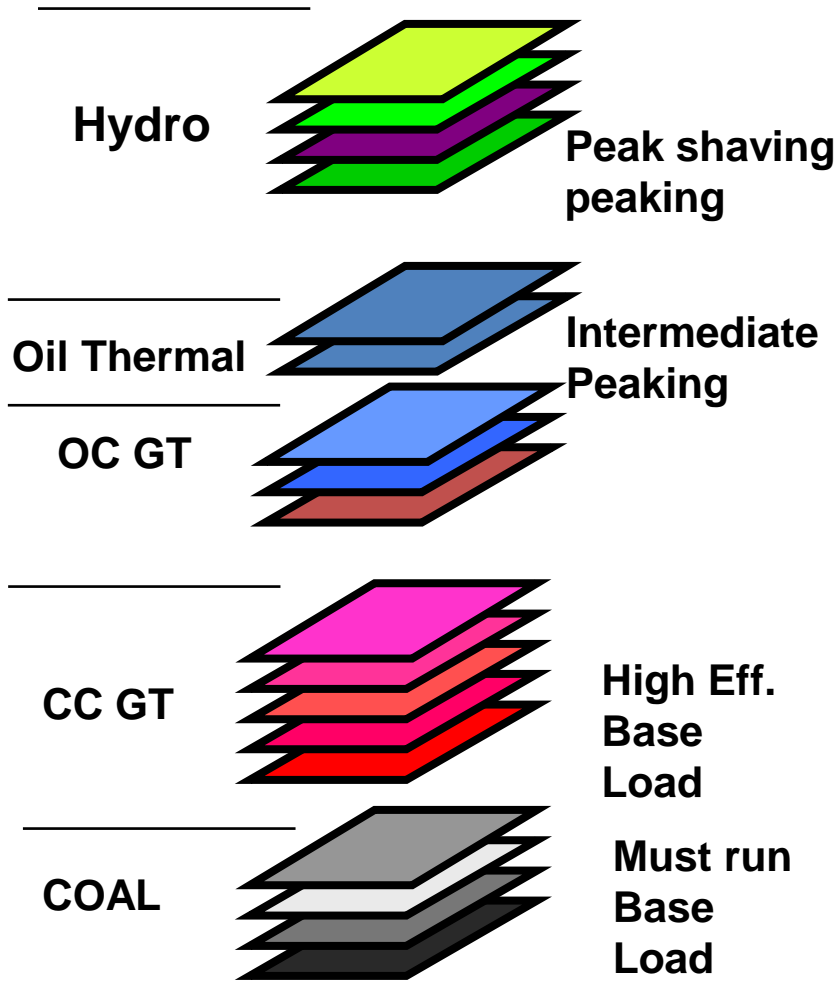 Hydro
Peak shaving
peaking
Oil Thermal
Intermediate
Peaking
OC GT
CC GT
High Eff.
Base
Load
COAL
Must run
Base
Load